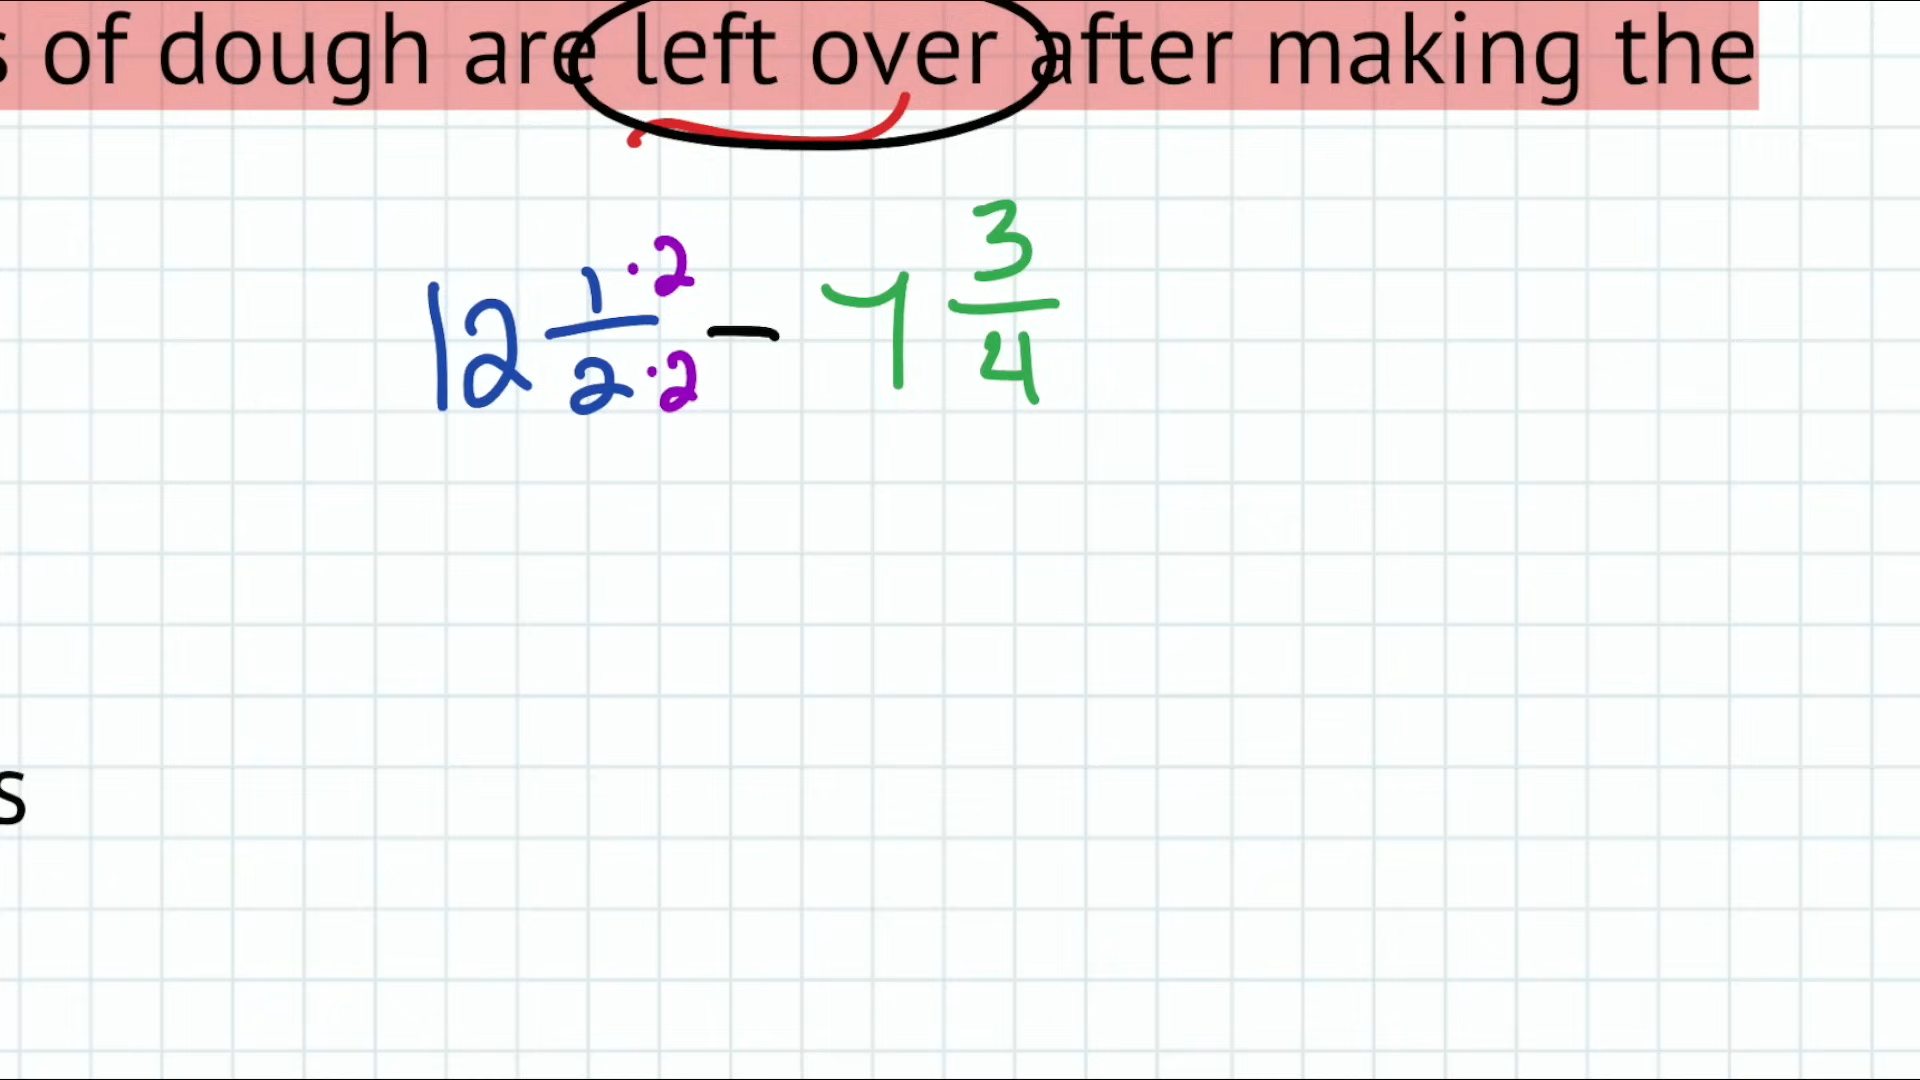 s of dough are left over after making the
12 1·2/2·2 − 7 3/4
s